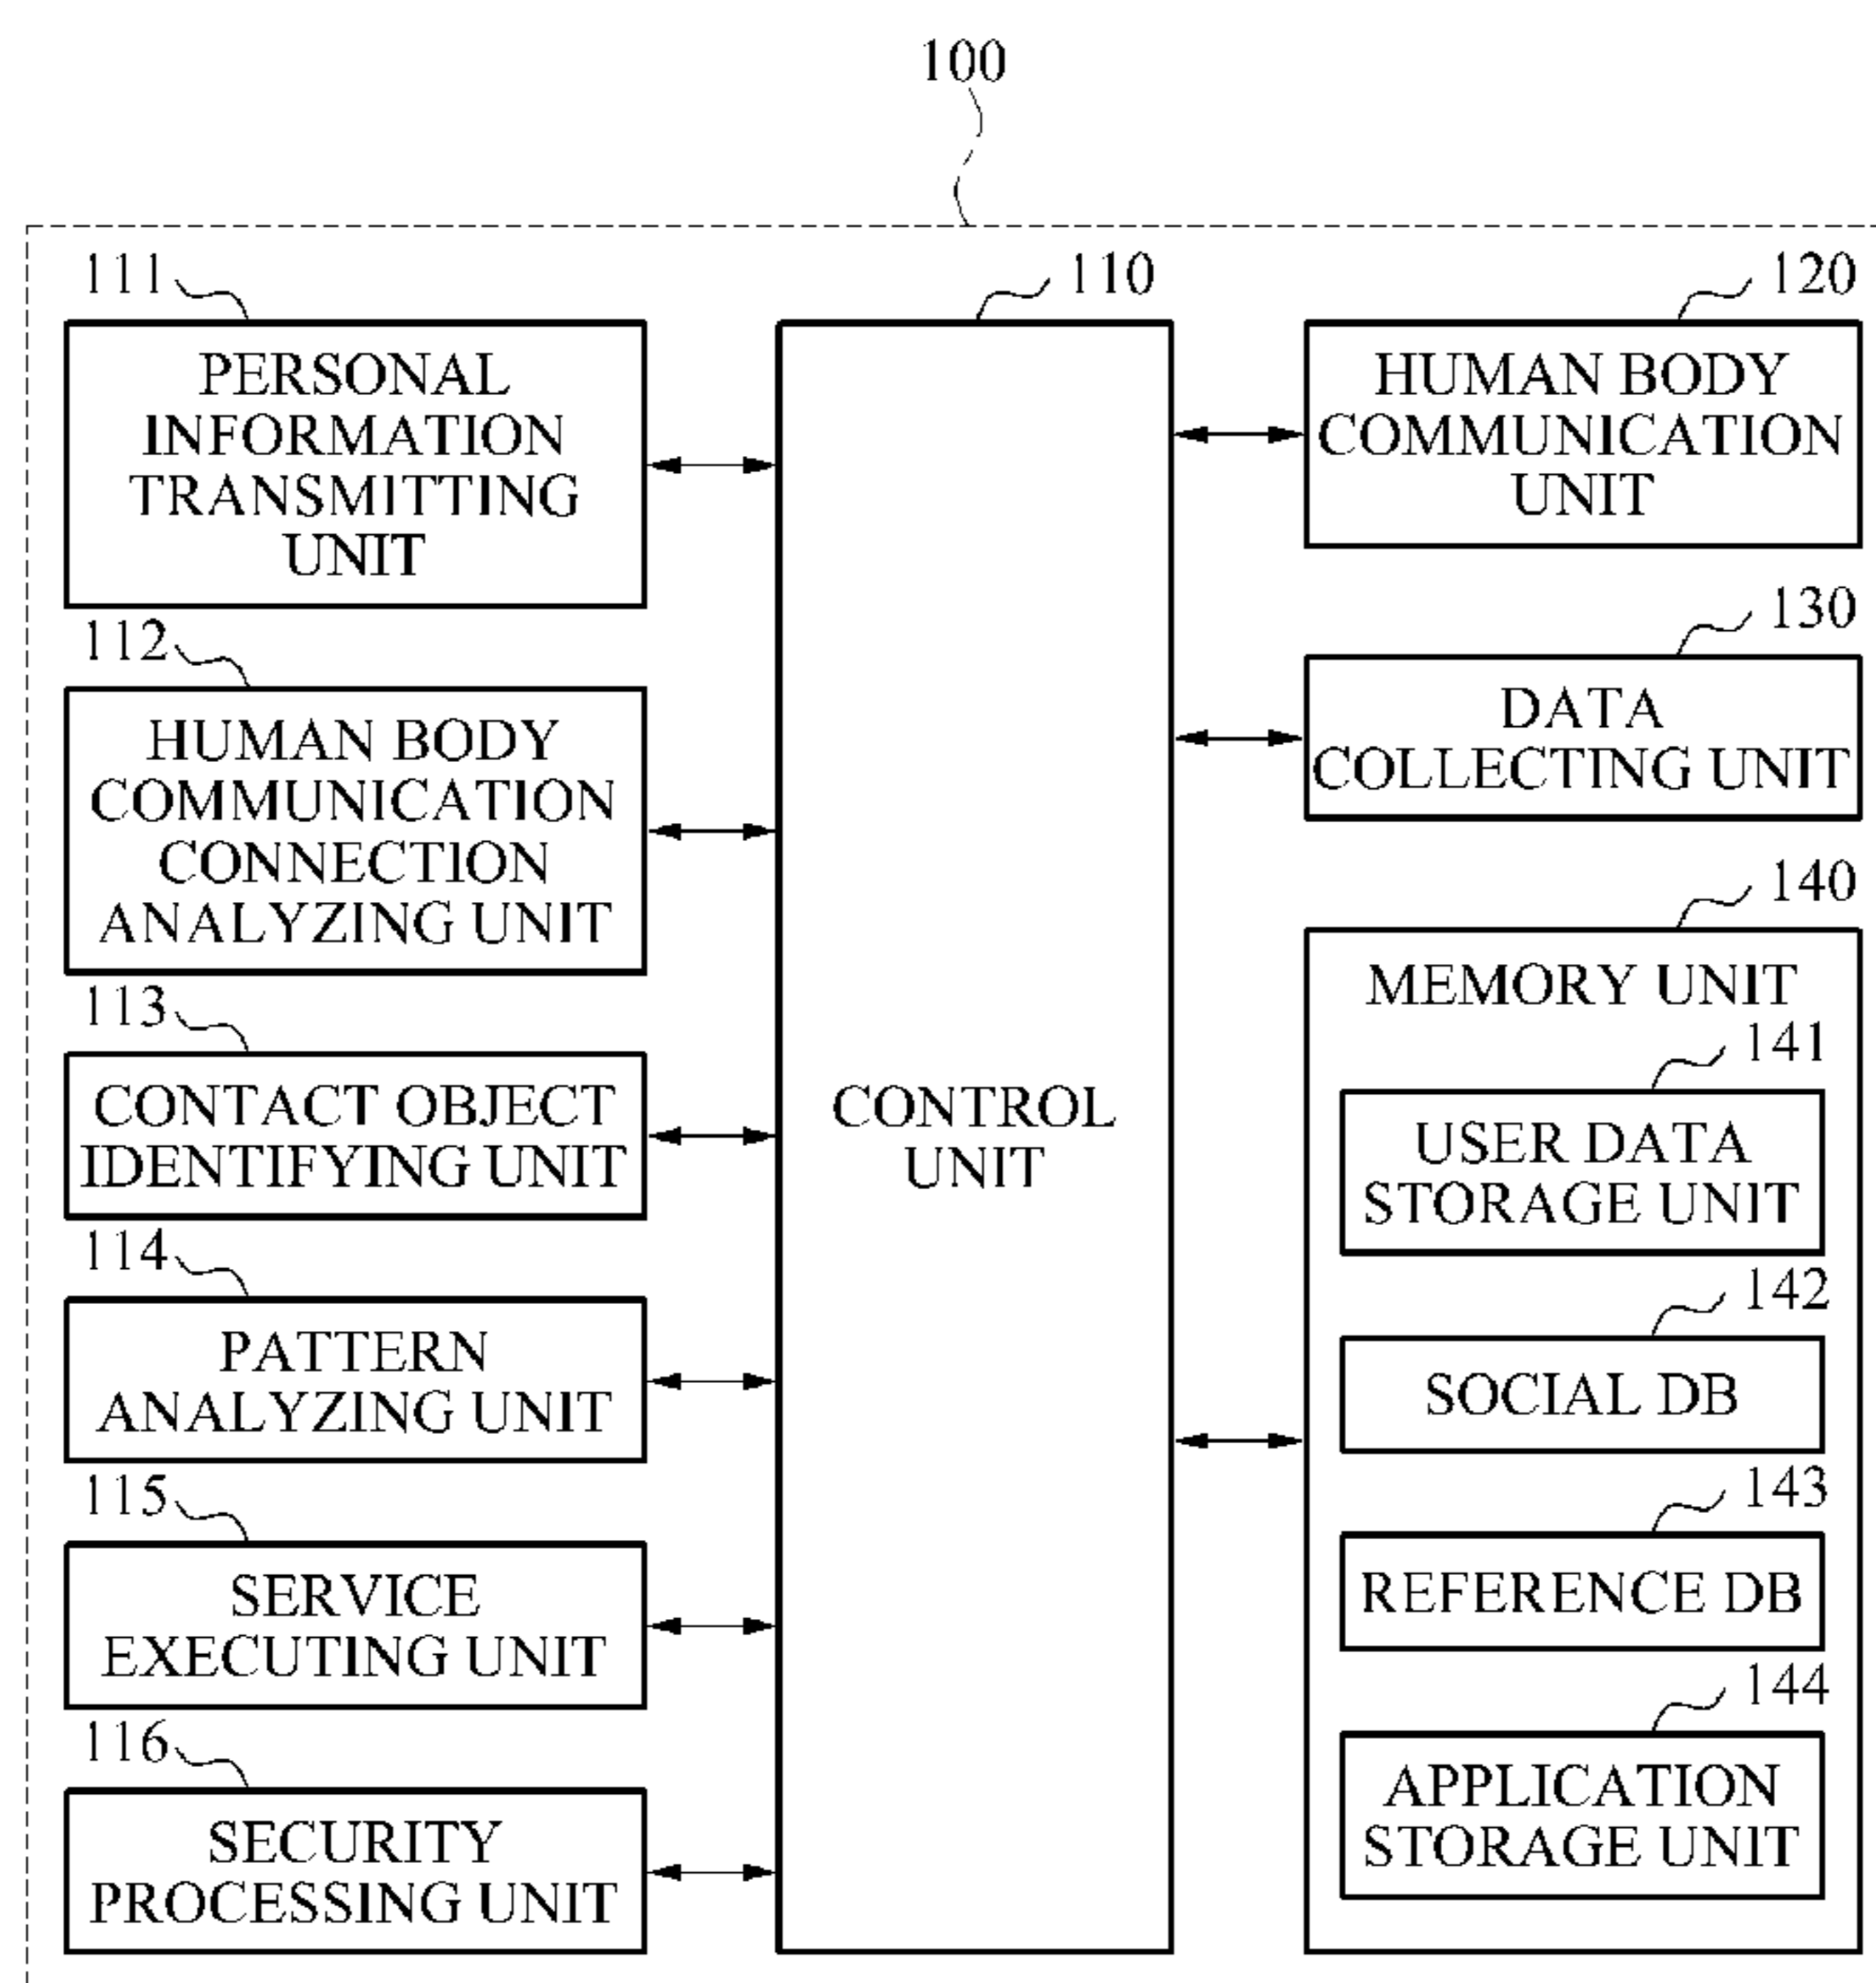 100
111
PERSONAL
INFORMATION
TRANSMITTING
UNIT
112
HUMAN BODY
COMMUNICATION
CONNECTION
ANALYZING UNIT
113
CONTACT OBJECT
IDENTIFYING UNIT
114
PATTERN
ANALYZING UNIT
115
SERVICE
EXECUTING UNIT
116
SECURITY
PROCESSING UNIT
110
CONTROL
UNIT
120
HUMAN BODY
COMMUNICATION
UNIT
130
DATA
COLLECTING UNIT
140
MEMORY UNIT
141
USER DATA
STORAGE UNIT
142
SOCIAL DB
143
REFERENCE DB
144
APPLICATION
STORAGE UNIT